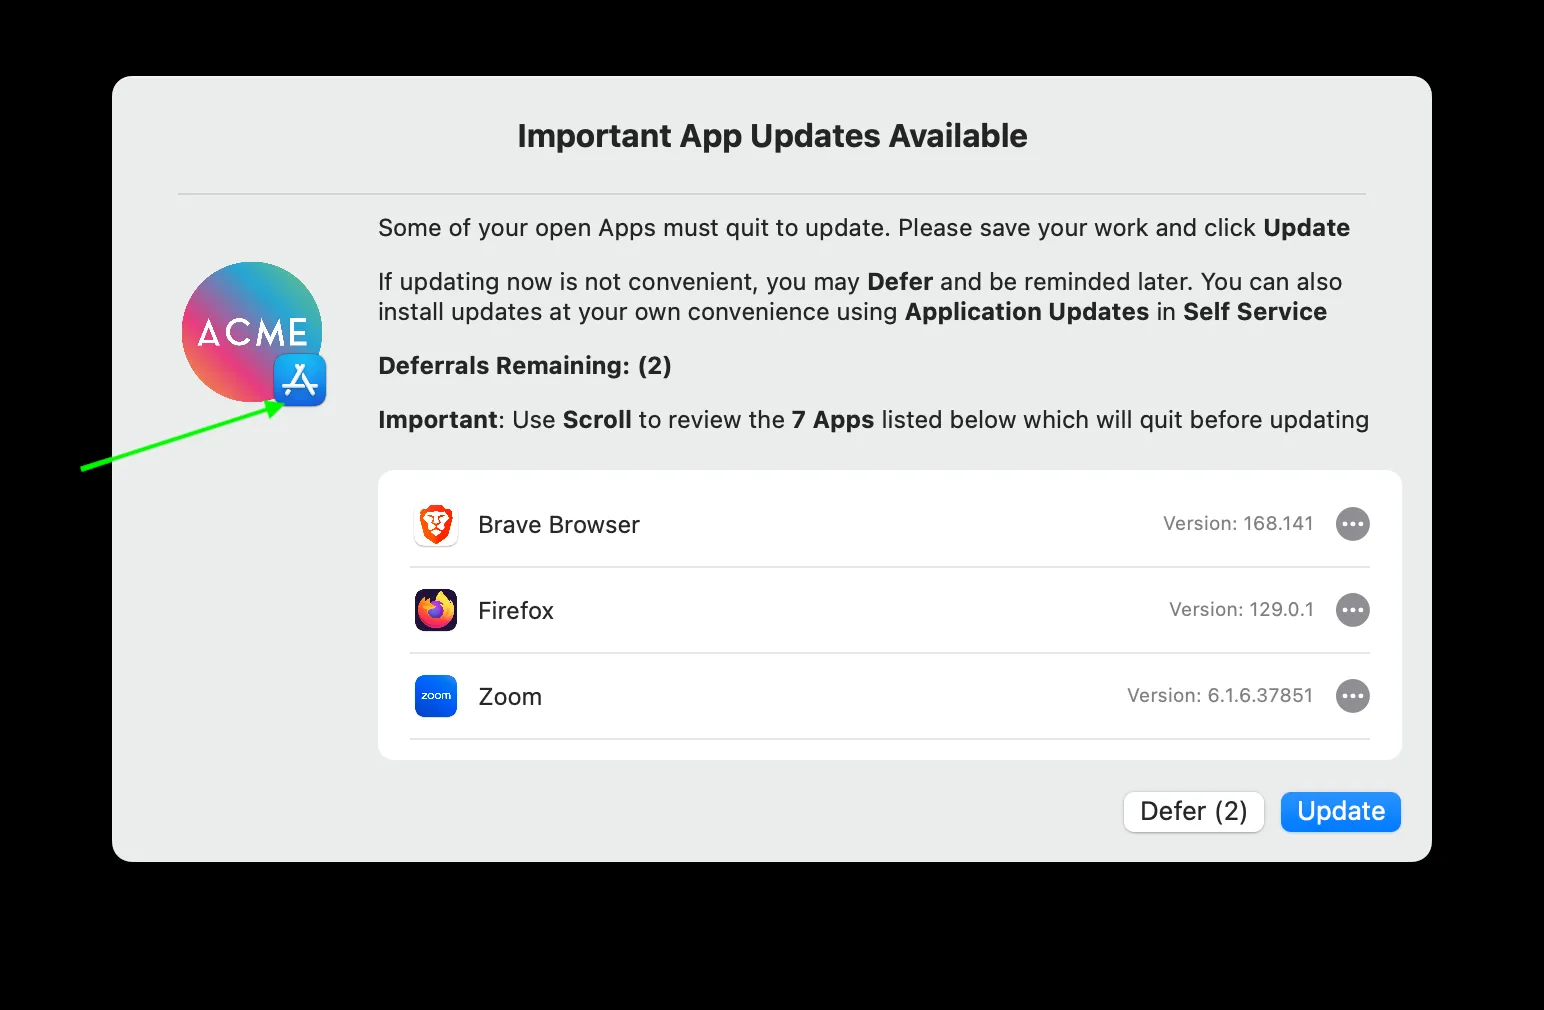 Important App Updates Available
Some of your open Apps must quit to update. Please save your work and click Update
If updating now is not convenient, you may Defer and be reminded later. You can also
install updates at your own convenience using Application Updates in Self Service
ACME
Deferrals Remaining: (2)
Important: Use Scroll to review the 7 Apps listed below which will quit before updating
Brave Browser Version: 168.141
Firefox Version: 129.0.1
zoom Zoom Version: 6.1.6.37851
Defer (2) Update